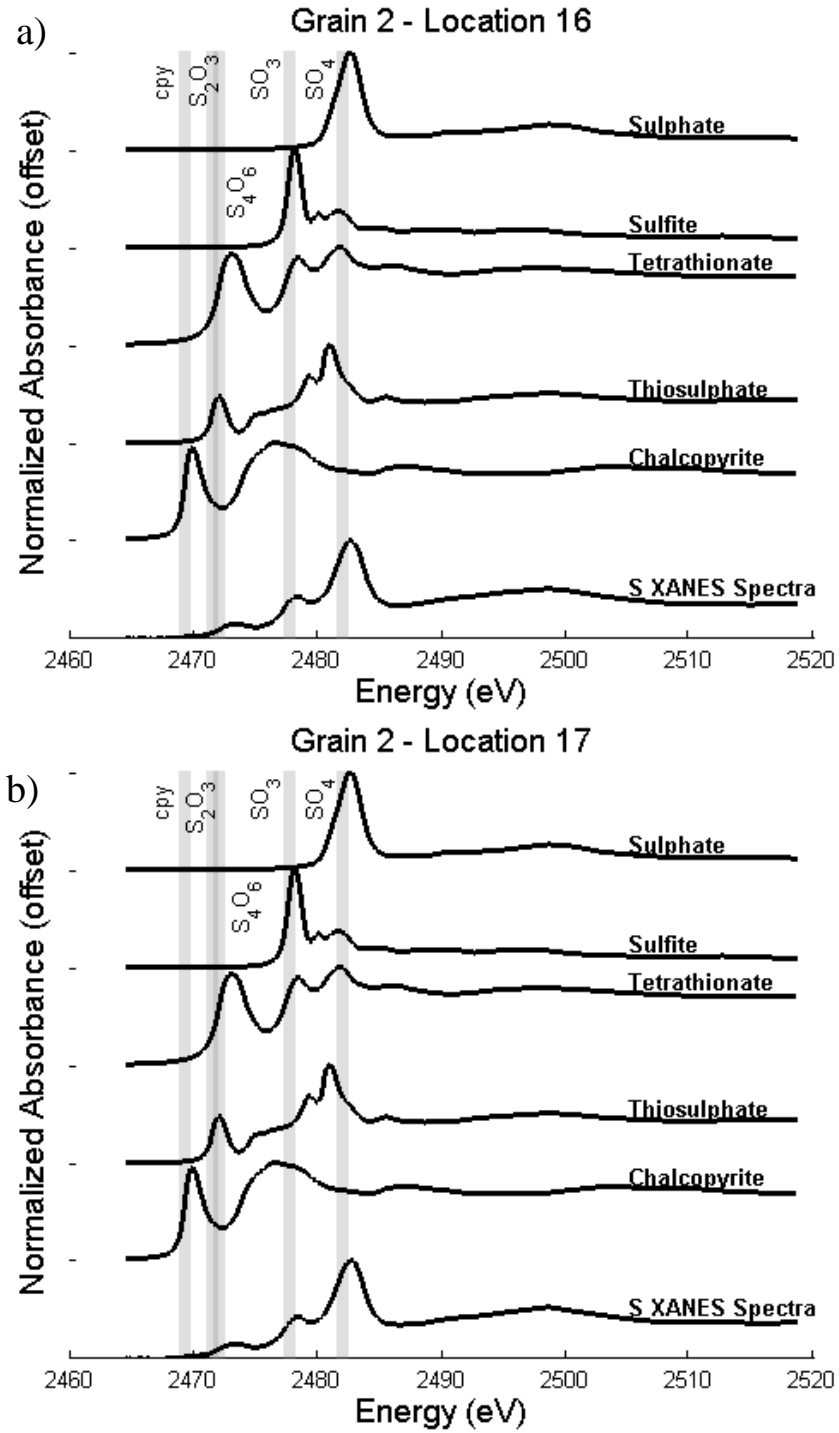 a)
Grain 2 - Location 16
Normalized Absorbance (offset)
cpy
S2O3
S4O6
SO3
SO4
Sulphate
Sulfite
Tetrathionate
Thiosulphate
Chalcopyrite
S XANES Spectra
2460 2470 2480 2490 2500 2510 2520
Energy (eV)
b)
Grain 2 - Location 17
Normalized Absorbance (offset)
cpy
S2O3
S4O6
SO3
SO4
Sulphate
Sulfite
Tetrathionate
Thiosulphate
Chalcopyrite
S XANES Spectra
2460 2470 2480 2490 2500 2510 2520
Energy (eV)